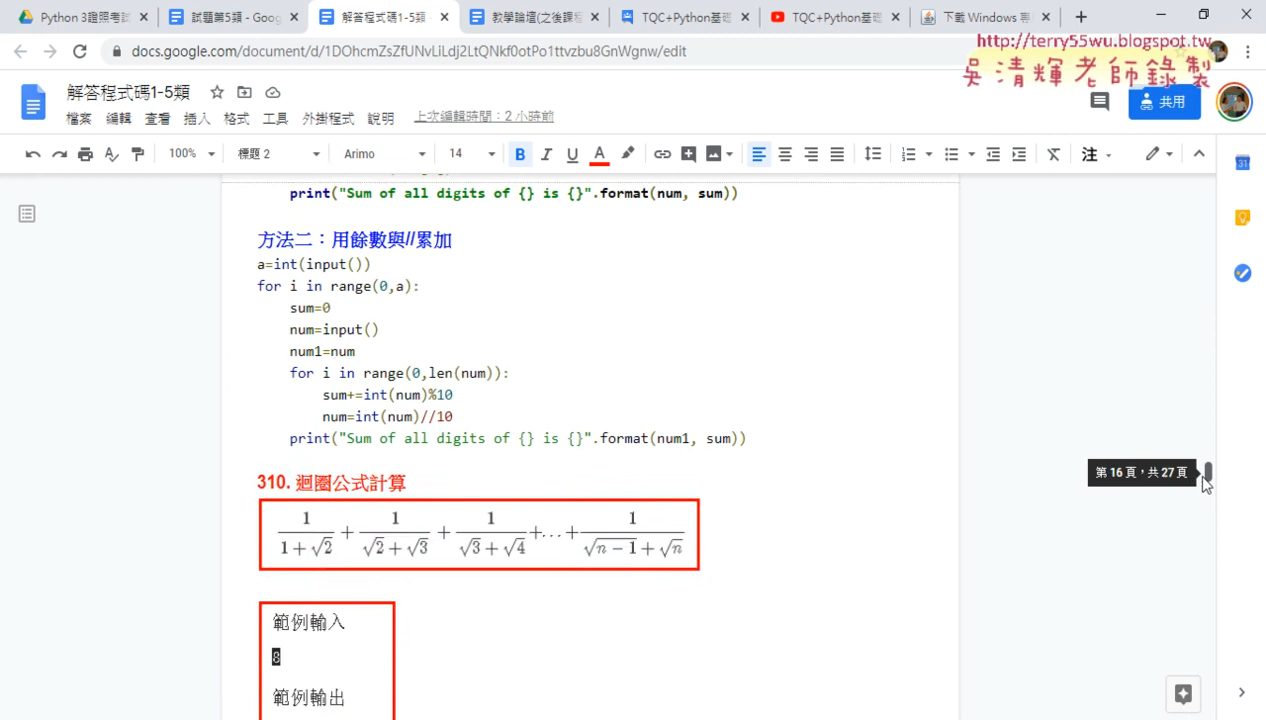 Python 3證照考試
試題第5類 - Goog
解答程式碼1-5類
教學論壇(之後課程
TQC+Python基礎
TQC+Python基礎
下載 Windows 專
docs.google.com/document/d/1DOhcmZsZfUNvLiLdj2LtQNkf0otPo1ttvzbu8GnWgnw/edit
http://terry55wu.blogspot.tw
吳清輝老師錄製
解答程式碼1-5類
檔案 編輯 查看 插入 格式 工具 外掛程式 說明 上次編輯時間：2 小時前
共用
100% 標題 2 Arimo 14 B I U A 注
print("Sum of all digits of {} is {}".format(num, sum))
方法二：用餘數與//累加
a=int(input())
for i in range(0,a):
    sum=0
    num=input()
    num1=num
    for i in range(0,len(num)):
        sum+=int(num)%10
        num=int(num)//10
    print("Sum of all digits of {} is {}".format(num1, sum))
第 16 頁，共 27 頁
310. 迴圈公式計算
1/(1+√2) + 1/(√2+√3) + 1/(√3+√4) +…+ 1/(√(n−1)+√n)
範例輸入
8
範例輸出